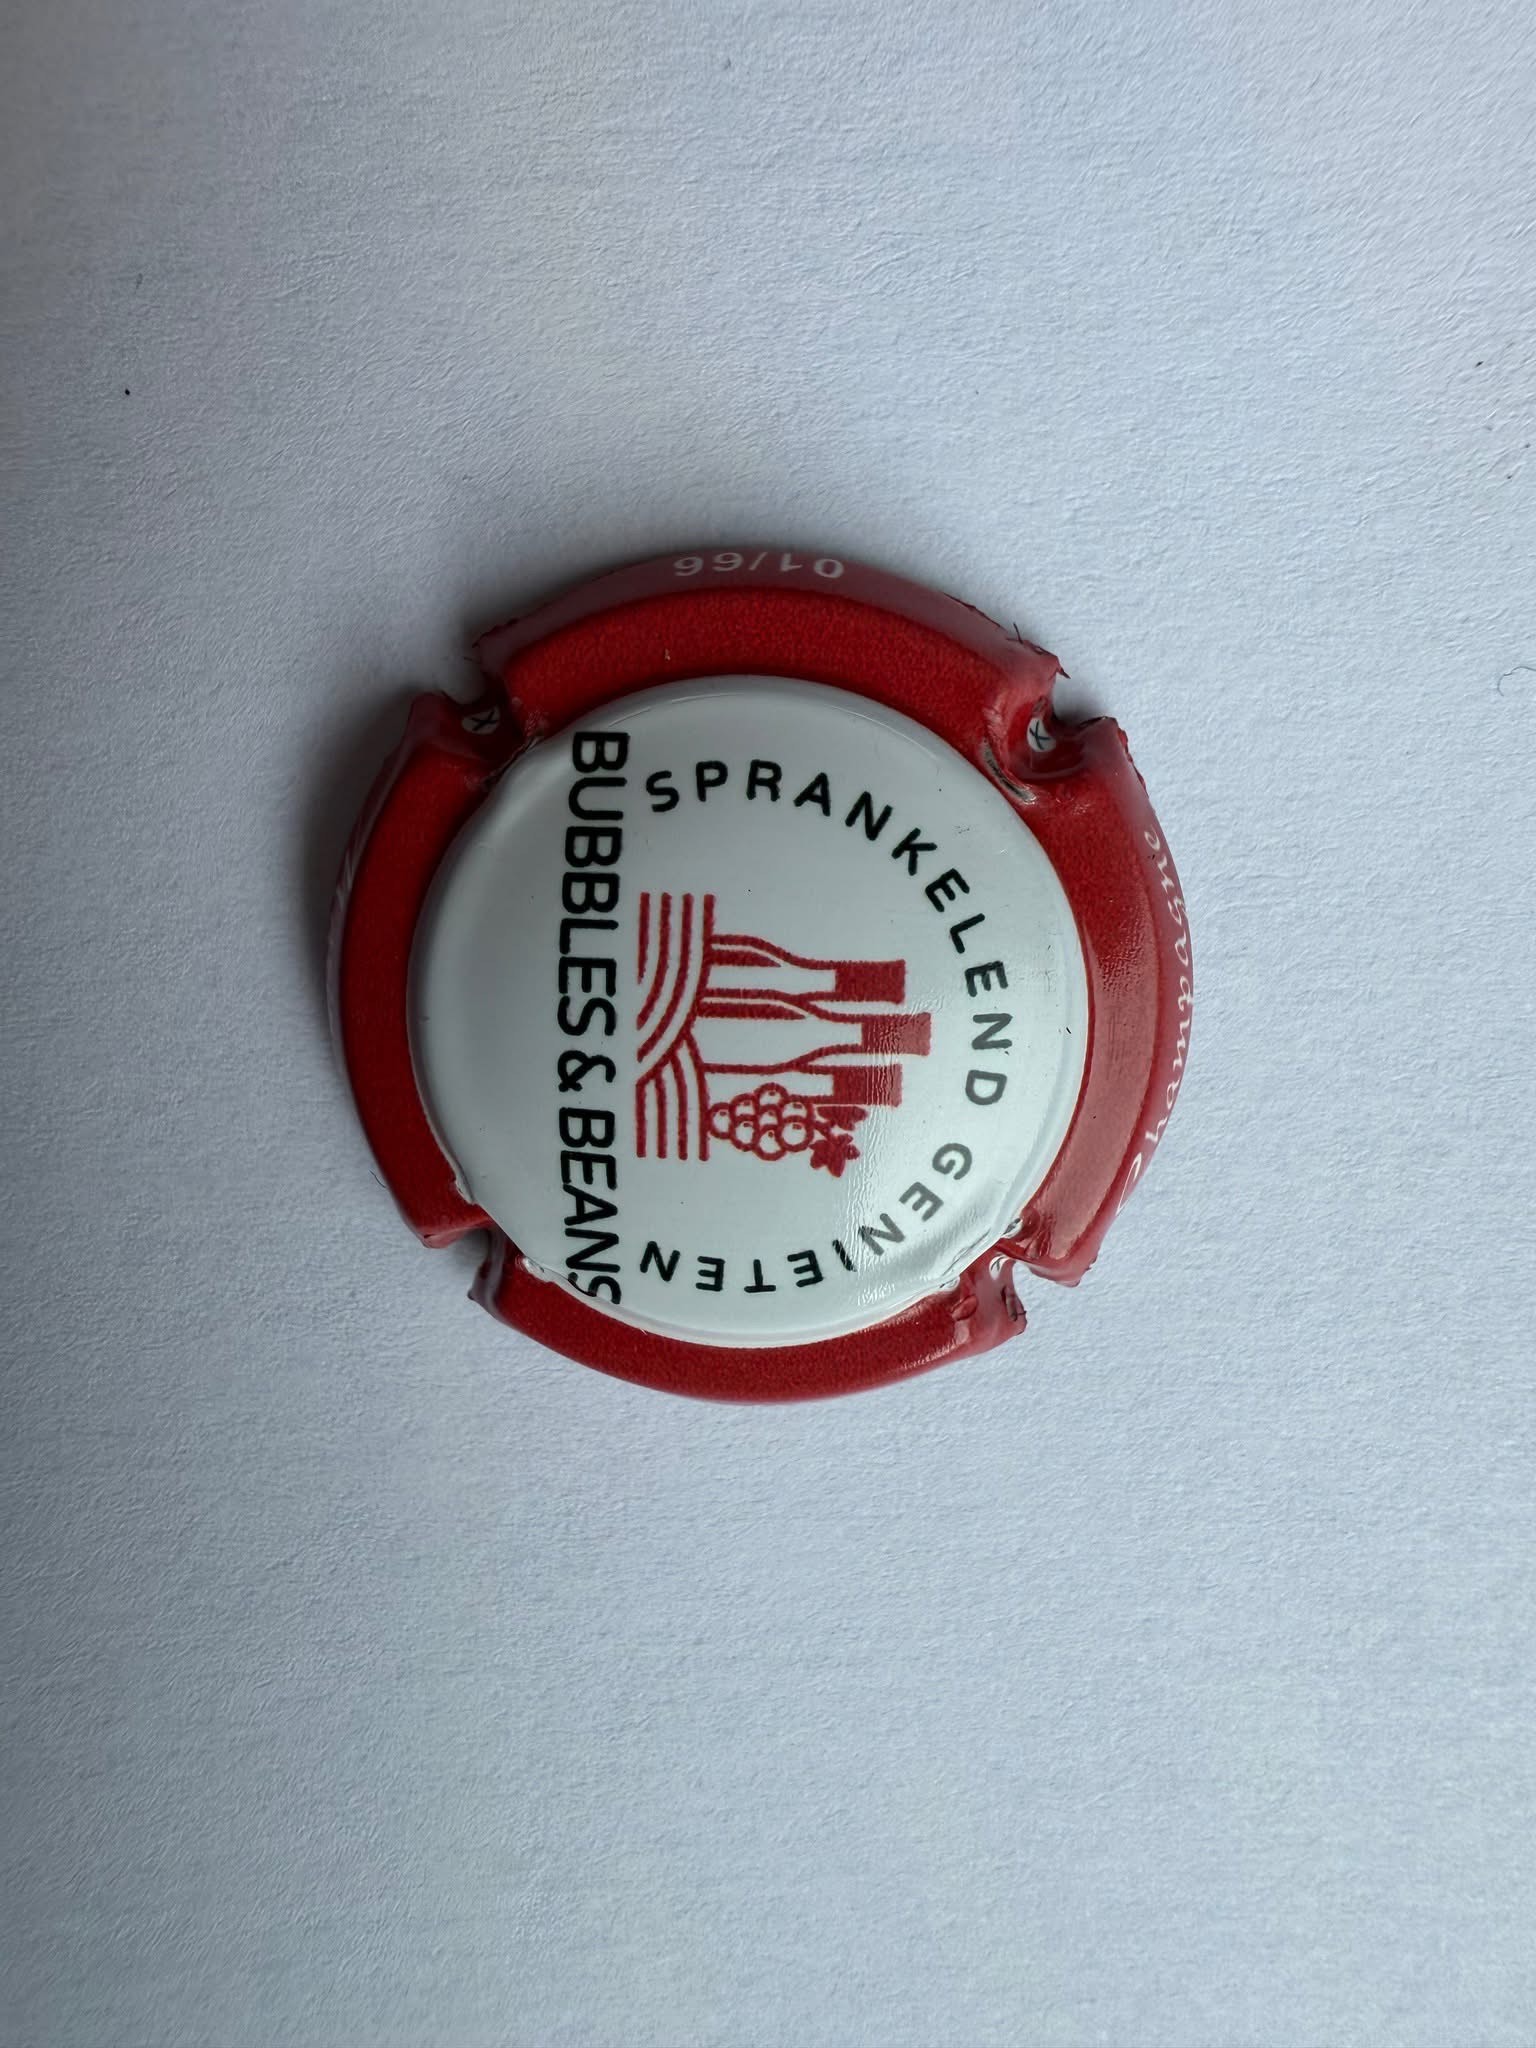 SPRANKELEND GENIETEN
BUBBLES & BEANS
01/66
Champagne